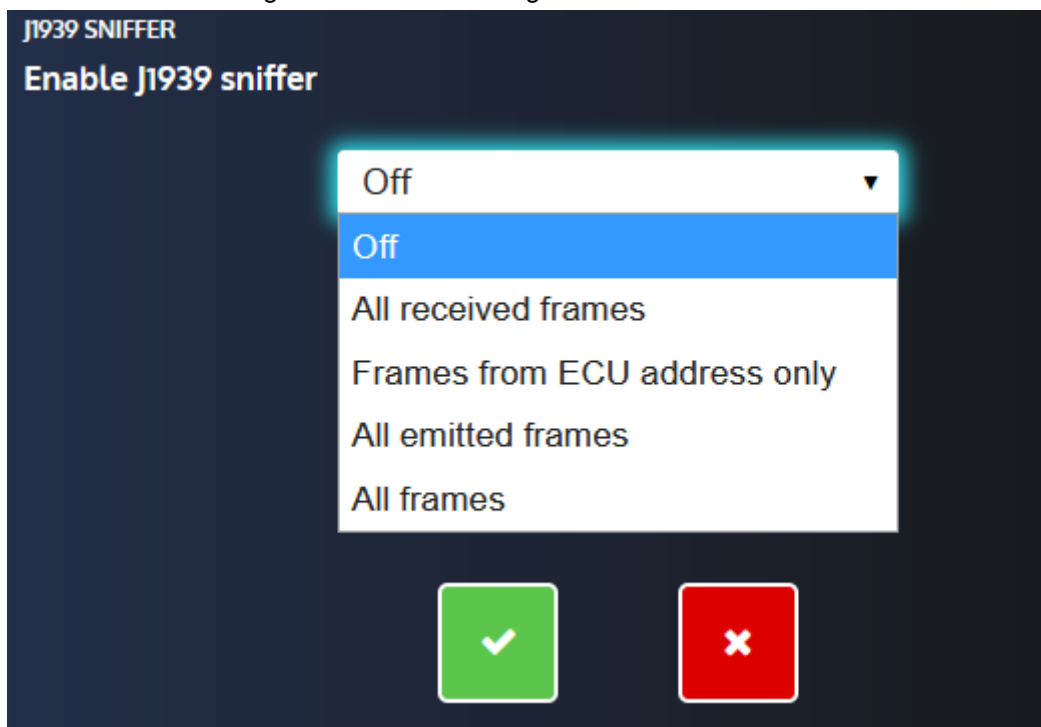 J1939 SNIFFER
Enable J1939 sniffer
Off
Off
All received frames
Frames from ECU address only
All emitted frames
All frames